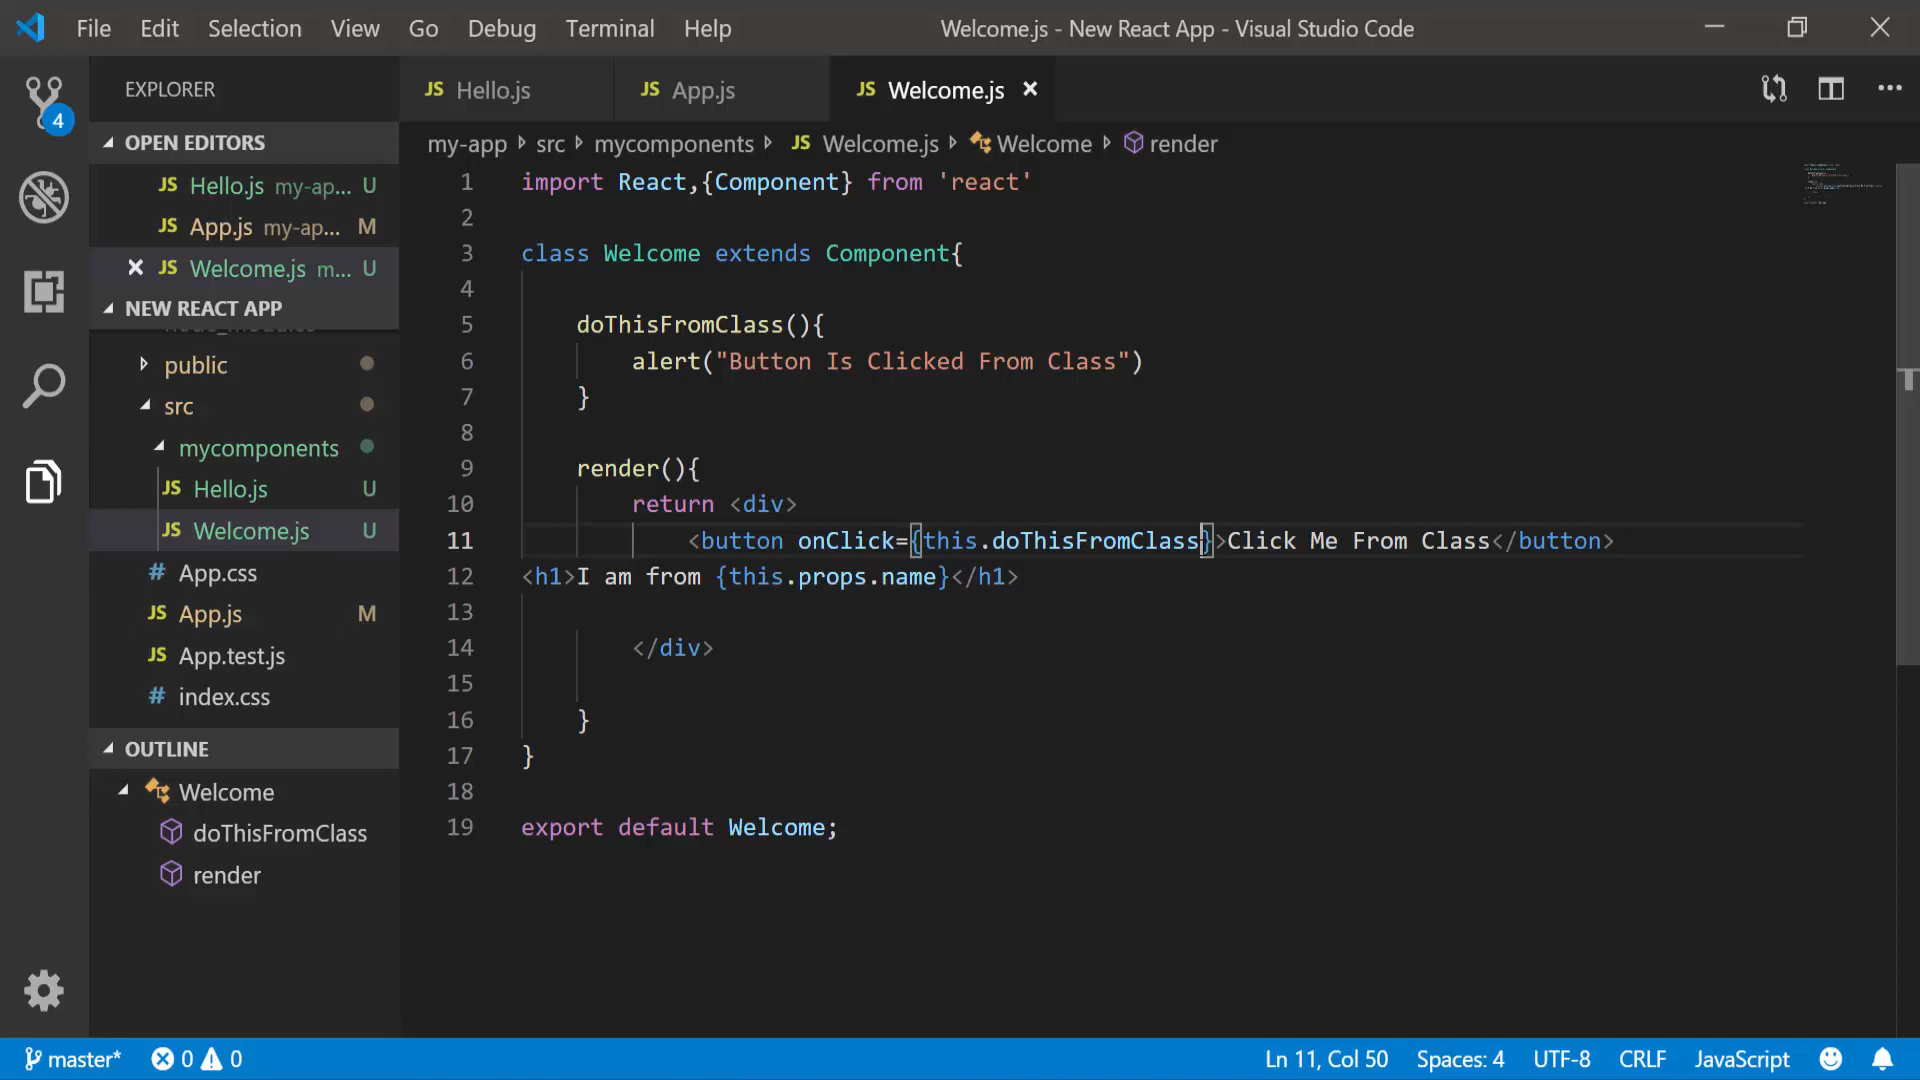 File Edit Selection View Go Debug Terminal Help Welcome.js - New React App - Visual Studio Code
4
EXPLORER
OPEN EDITORS
JS Hello.js my-ap... U
JS App.js my-ap... M
JS Welcome.js m... U
NEW REACT APP
node_modules
public
src
mycomponents
JS Hello.js U
JS Welcome.js U
# App.css
JS App.js M
JS App.test.js
# index.css
OUTLINE
Welcome
doThisFromClass
render
JS Hello.js JS App.js JS Welcome.js
my-app src mycomponents JS Welcome.js Welcome render
1 import React,{Component} from 'react'
2
3 class Welcome extends Component{
4
5 doThisFromClass(){
6 alert("Button Is Clicked From Class")
7 }
8
9 render(){
10 return <div>
11 <button onClick={this.doThisFromClass}>Click Me From Class</button>
12 <h1>I am from {this.props.name}</h1>
13
14 </div>
15
16 }
17 }
18
19 export default Welcome;
master* 0 0 Ln 11, Col 50 Spaces: 4 UTF-8 CRLF JavaScript